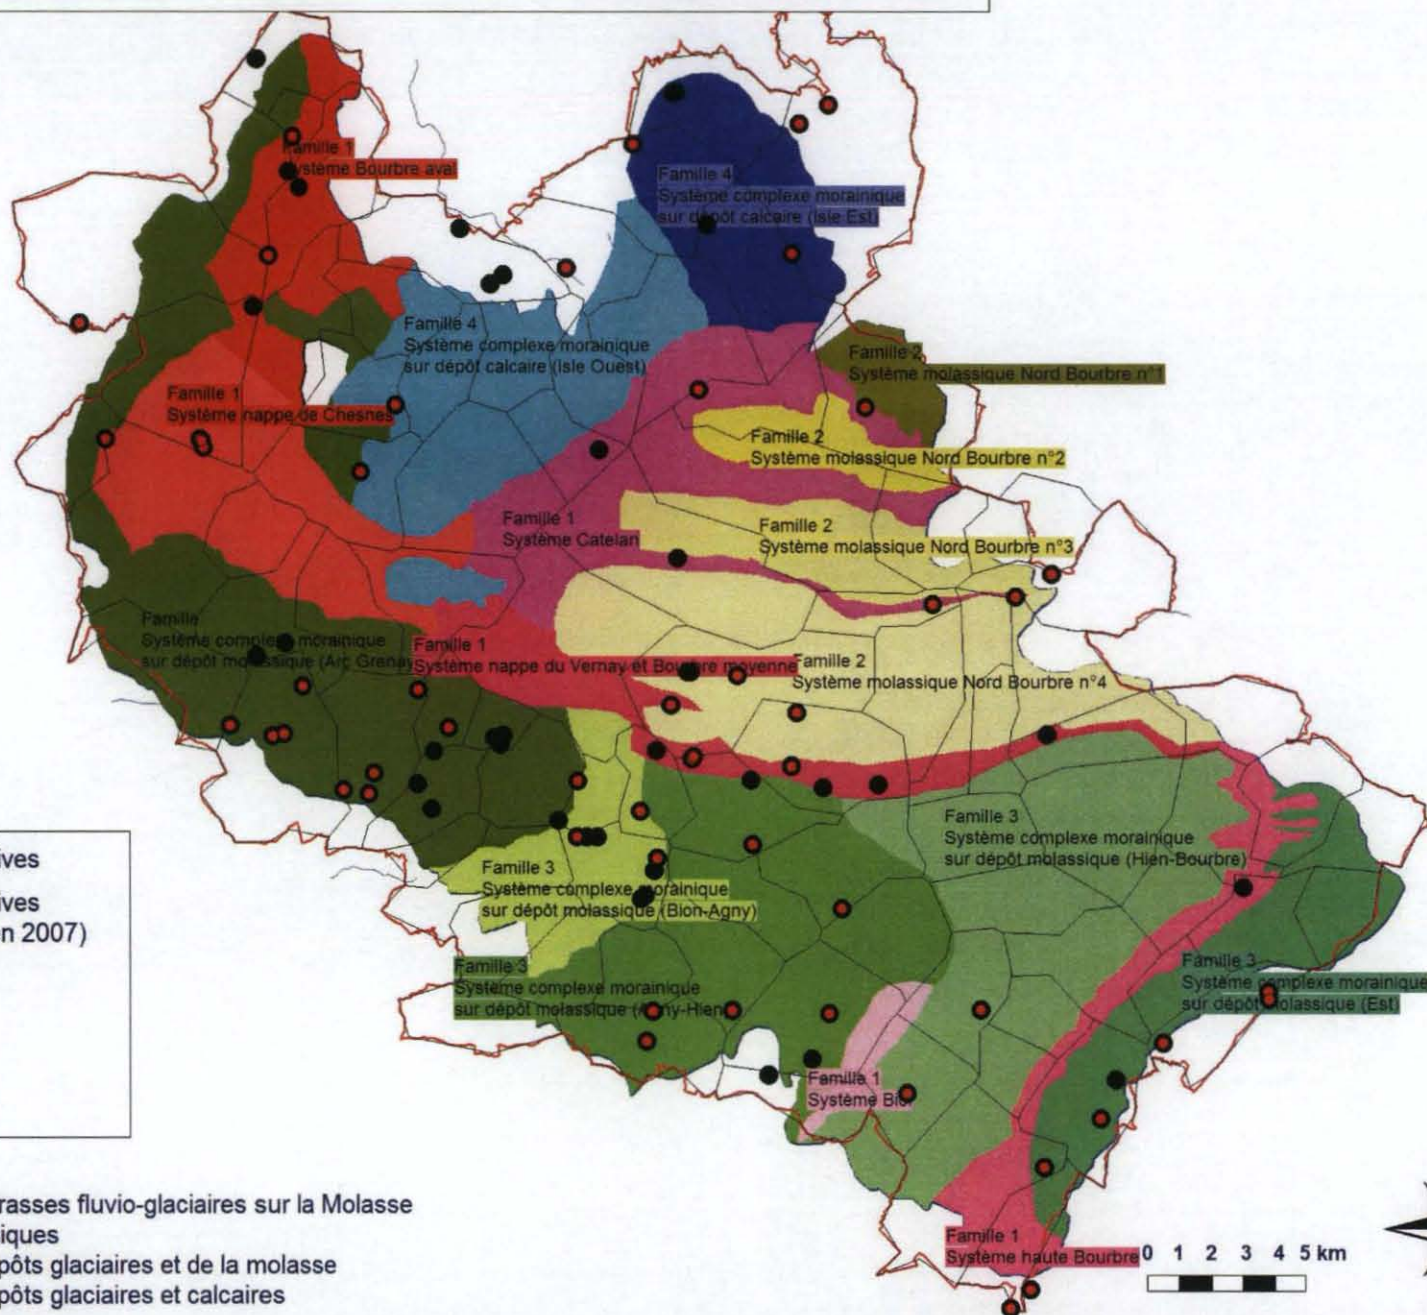 Famille 1
Système Bourbre aval
Famille 4
Système complexe morainique
sur dépôt calcaire (Isle Est)
Famille 4
Système complexe morainique
sur dépôt calcaire (Isle Ouest)
Famille 2
Système molassique Nord Bourbre n°1
Famille 1
Système nappe de Chesnes
Famille 2
Système molassique Nord Bourbre n°2
Famille 1
Système Catelan
Famille 2
Système molassique Nord Bourbre n°3
Famille
Système complexe morainique
sur dépôt molassique (Arc Grenay
Famille 1
Système nappe du Vernay et Bourbre moyenne
Famille 2
Système molassique Nord Bourbre n°4
Famille 3
Système complexe morainique
sur dépôt molassique (Hien-Bourbre)
ives
ives
n 2007)
Famille 3
Système complexe morainique
sur dépôt molassique (Bion-Agny)
Famille 3
Système complexe morainique
sur dépôt molassique (Agny-Hien
Famille 3
Système complexe morainique
sur dépôt molassique (Est)
Famille 1
Système Biol
rasses fluvio-glaciaires sur la Molasse
iques
pôts glaciaires et de la molasse
pôts glaciaires et calcaires
Famille 1
Système haute Bourbre
0 1 2 3 4 5 km